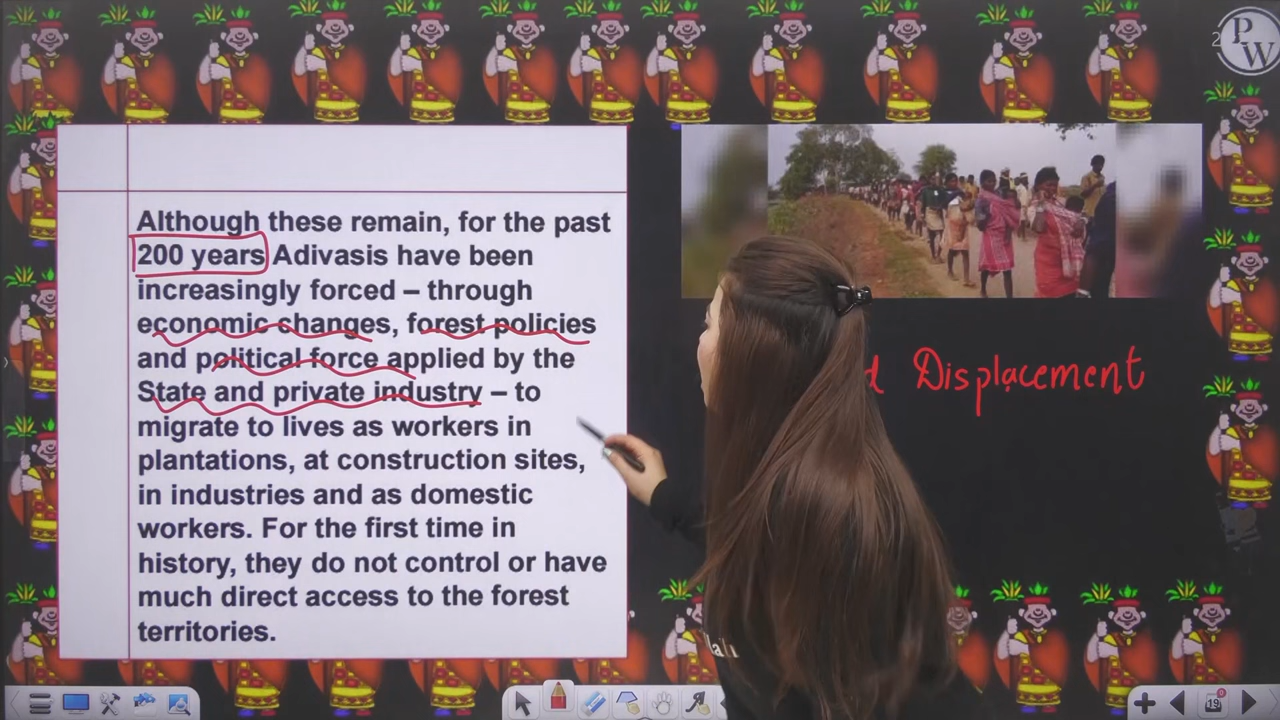 P
W
Although these remain, for the past
200 years Adivasis have been
increasingly forced – through
economic changes, forest policies
and political force applied by the
State and private industry – to
migrate to lives as workers in
plantations, at construction sites,
in industries and as domestic
workers. For the first time in
history, they do not control or have
much direct access to the forest
territories.
Displacement
19